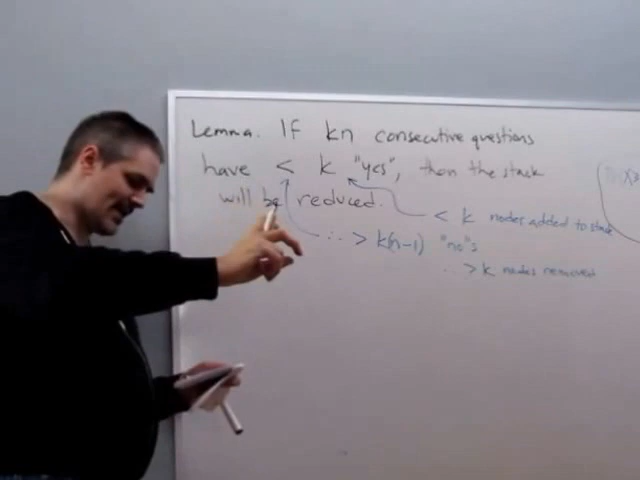 Lemma. If kn consecutive questions
have < k "yes", then the stack
will be reduced.
< k nodes added to stack
∴ > k(n-1) "no"s
∴ > k nodes removed